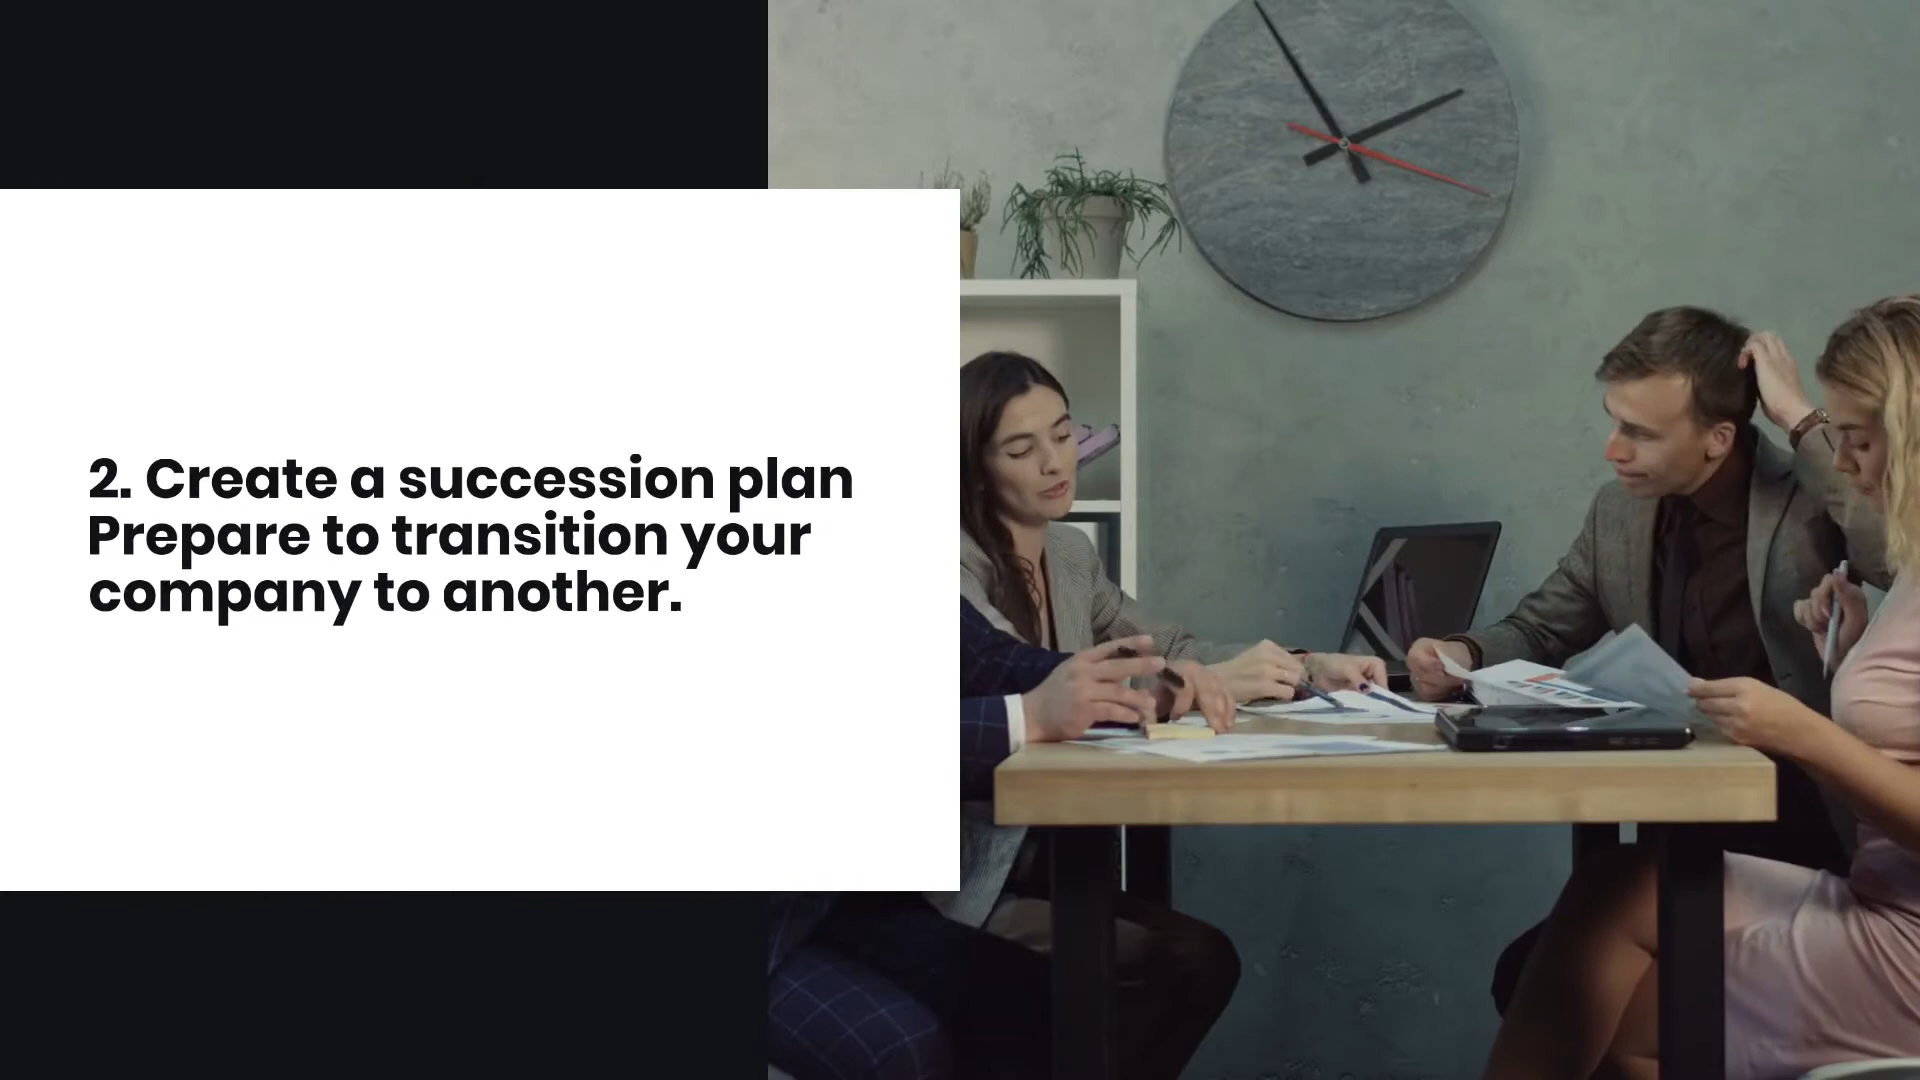 2. Create a succession plan
Prepare to transition your
company to another.